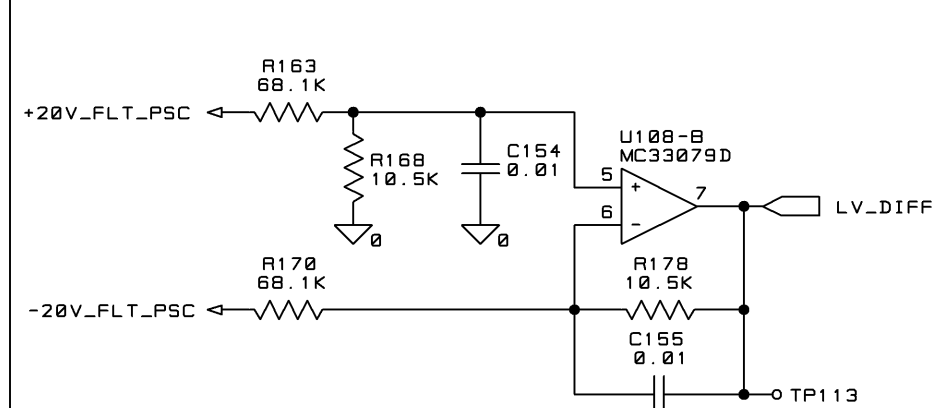 R163
68.1K
+20V_FLT_PSC
U108-B
MC33079D
C154
0.01
R168
10.5K
5
+
7
6
-
LV_DIFF
0
0
R170
68.1K
R178
10.5K
-20V_FLT_PSC
C155
0.01
TP113